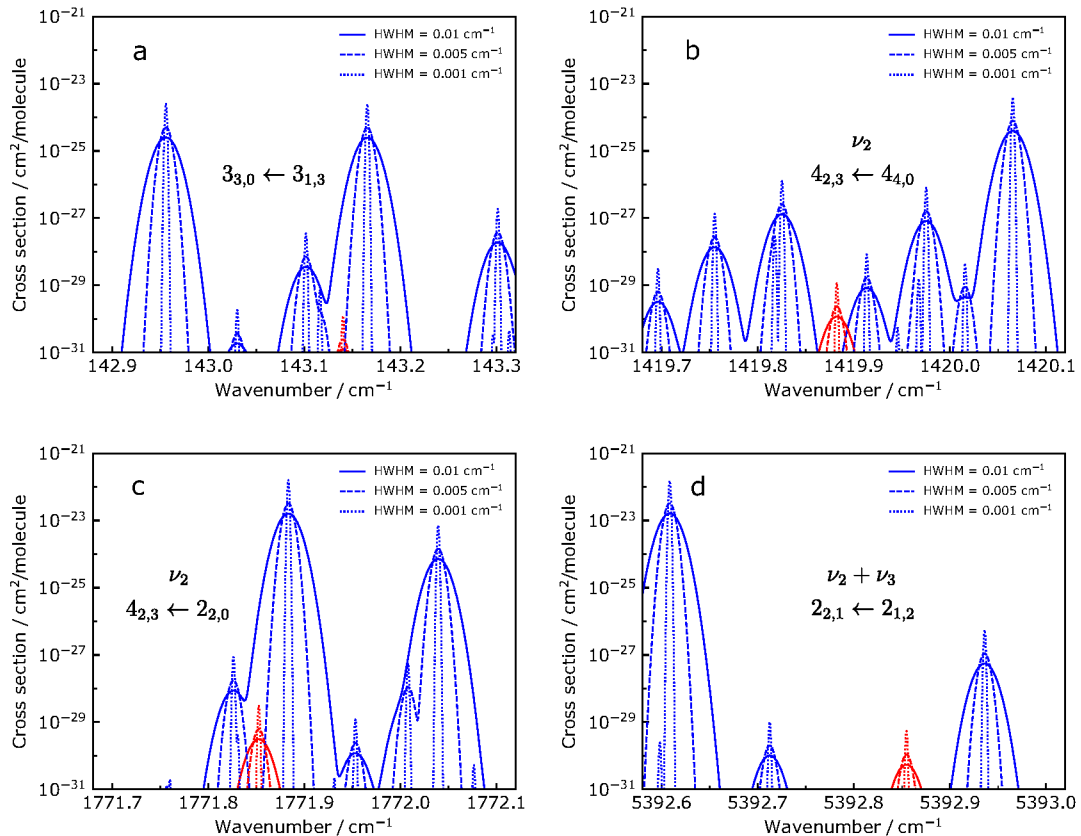 a
HWHM = 0.01 cm⁻¹
HWHM = 0.005 cm⁻¹
HWHM = 0.001 cm⁻¹
3₃,₀ ← 3₁,₃
Cross section / cm²/molecule
10⁻²¹
10⁻²³
10⁻²⁵
10⁻²⁷
10⁻²⁹
10⁻³¹
142.9 143.0 143.1 143.2 143.3
Wavenumber / cm⁻¹
b
HWHM = 0.01 cm⁻¹
HWHM = 0.005 cm⁻¹
HWHM = 0.001 cm⁻¹
ν₂
4₂,₃ ← 4₄,₀
Cross section / cm²/molecule
10⁻²¹
10⁻²³
10⁻²⁵
10⁻²⁷
10⁻²⁹
10⁻³¹
1419.7 1419.8 1419.9 1420.0 1420.1
Wavenumber / cm⁻¹
c
HWHM = 0.01 cm⁻¹
HWHM = 0.005 cm⁻¹
HWHM = 0.001 cm⁻¹
ν₂
4₂,₃ ← 2₂,₀
Cross section / cm²/molecule
10⁻²¹
10⁻²³
10⁻²⁵
10⁻²⁷
10⁻²⁹
10⁻³¹
1771.7 1771.8 1771.9 1772.0 1772.1
Wavenumber / cm⁻¹
d
HWHM = 0.01 cm⁻¹
HWHM = 0.005 cm⁻¹
HWHM = 0.001 cm⁻¹
ν₂ + ν₃
2₂,₁ ← 2₁,₂
Cross section / cm²/molecule
10⁻²¹
10⁻²³
10⁻²⁵
10⁻²⁷
10⁻²⁹
10⁻³¹
5392.6 5392.7 5392.8 5392.9 5393.0
Wavenumber / cm⁻¹